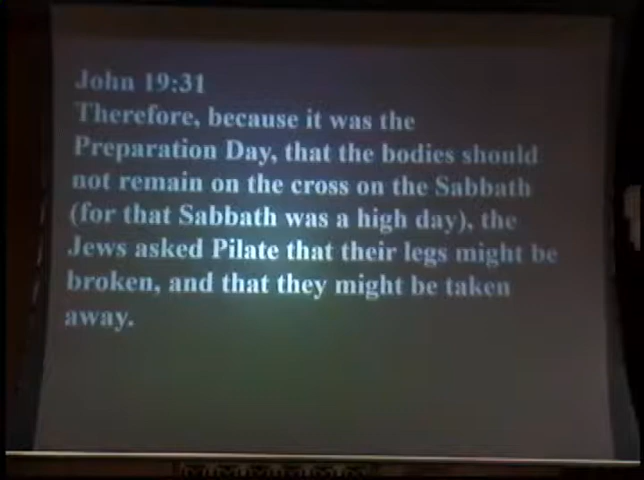 John 19:31
Therefore, because it was the
Preparation Day, that the bodies should
not remain on the cross on the Sabbath
(for that Sabbath was a high day), the
Jews asked Pilate that their legs might be
broken, and that they might be taken
away.